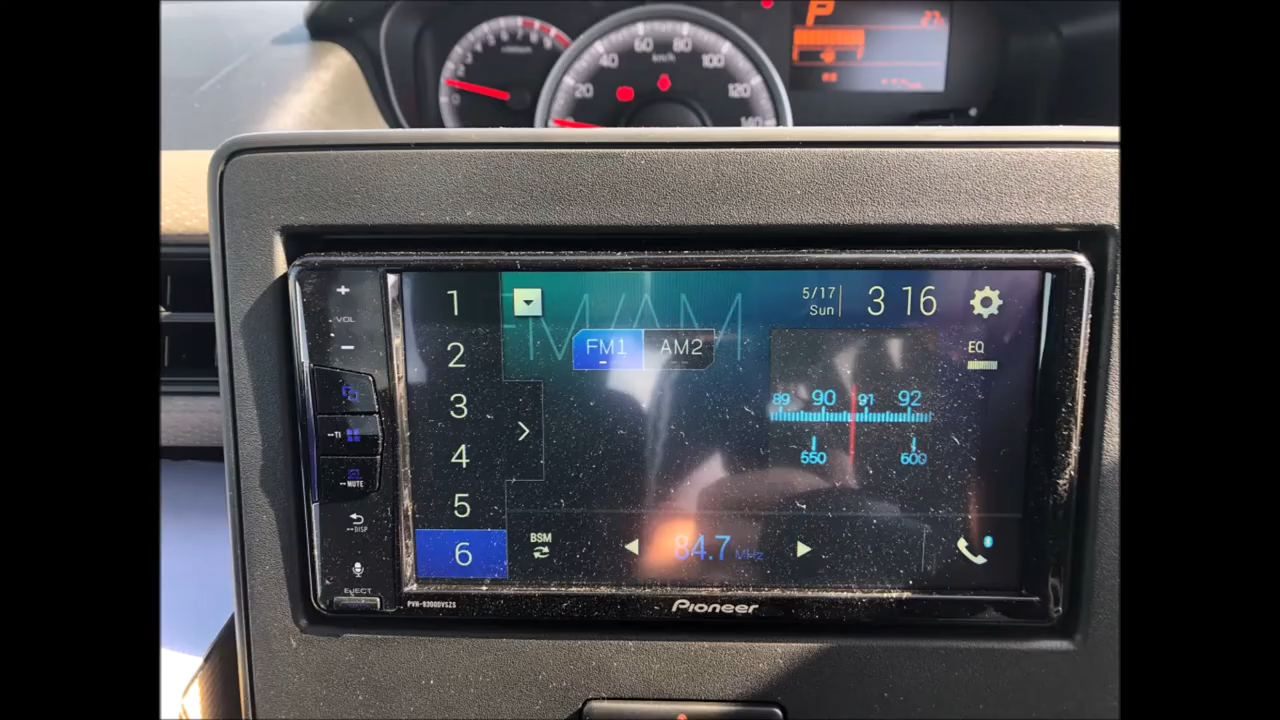 P
27
20 40 60 80 100 120 140
km/h
1
2
3
4
5
6
FM/AM
FM1 AM2
5/17
Sun
3 16
EQ
89 90 91 92
550 600
BSM
84.7 MHz
+
VOL
−
MUTE
DISP
EJECT
Pioneer